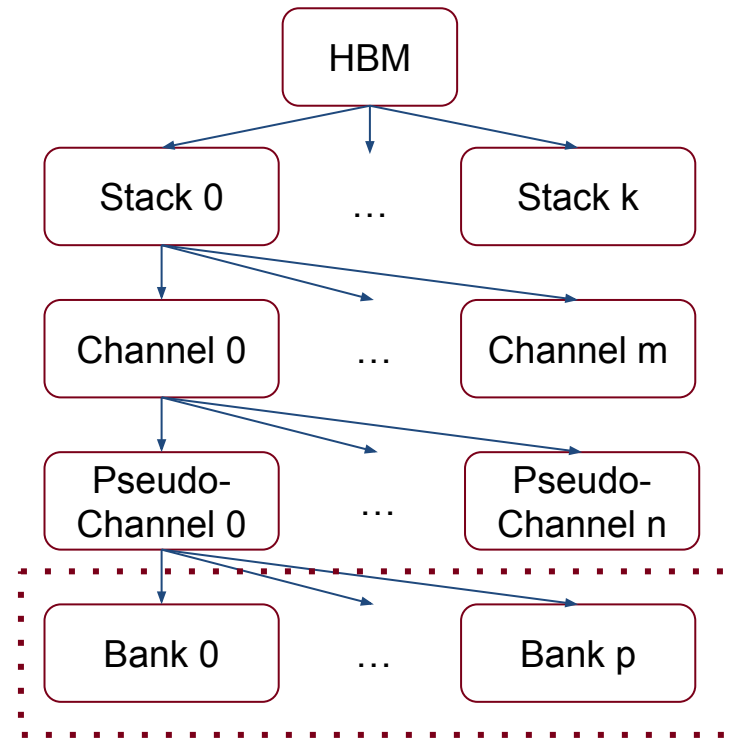 HBM
Stack 0
…
Stack k
Channel 0
…
Channel m
Pseudo-
Channel 0
…
Pseudo-
Channel n
Bank 0
…
Bank p